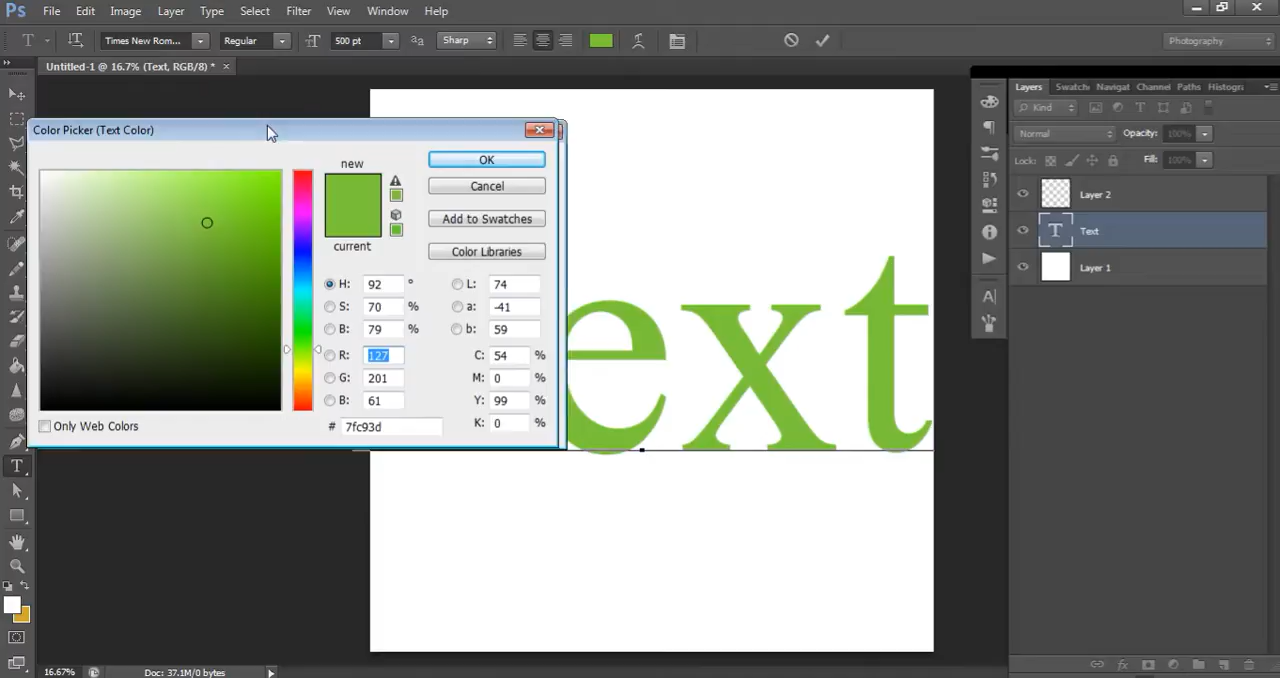 Ps File Edit Image Layer Type Select Filter View Window Help
T Times New Rom... Regular 500 pt aa Sharp Photography
Untitled-1 @ 16.7% (Text, RGB/8) * ×
Layers Swatch Navigat Channel Paths Histogra
Kind
Normal Opacity: 100%
Lock: Fill: 100%
Layer 2
T Text
Layer 1
Color Picker (Text Color)
new
current
OK
Cancel
Add to Swatches
Color Libraries
H: 92 ° L: 74
S: 70 % a: -41
B: 79 % b: 59
R: 127 C: 54 %
G: 201 M: 0 %
B: 61 Y: 99 %
# 7fc93d K: 0 %
Only Web Colors
ext
16.67% Doc: 37.1M/0 bytes